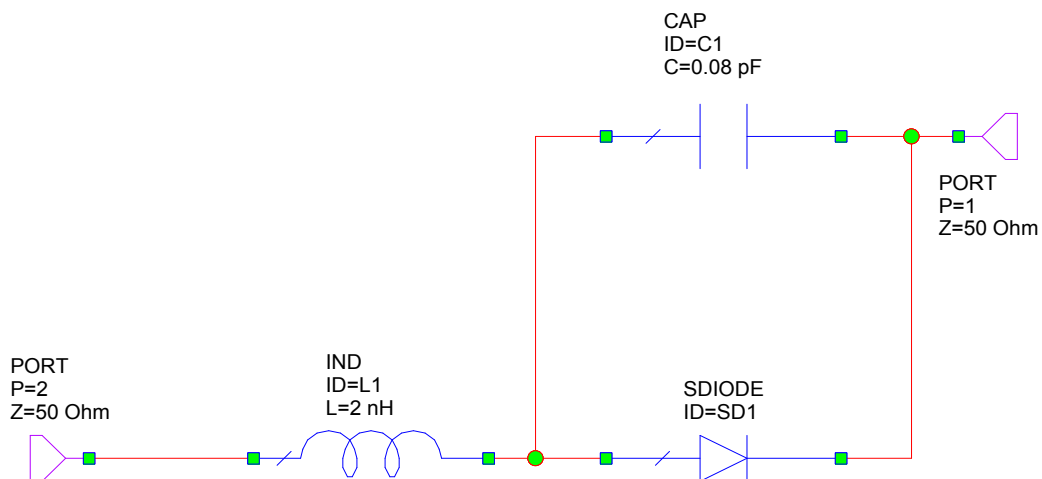 CAP
ID=C1
C=0.08 pF
PORT
P=1
Z=50 Ohm
PORT
P=2
Z=50 Ohm
IND
ID=L1
L=2 nH
SDIODE
ID=SD1